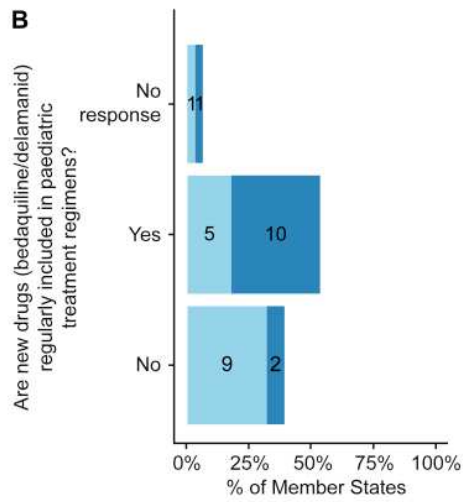 B
Are new drugs (bedaquiline/delamanid)
regularly included in paediatric
treatment regimens?
No
response
11
Yes
5 10
No
9 2
0% 25% 50% 75% 100%
% of Member States